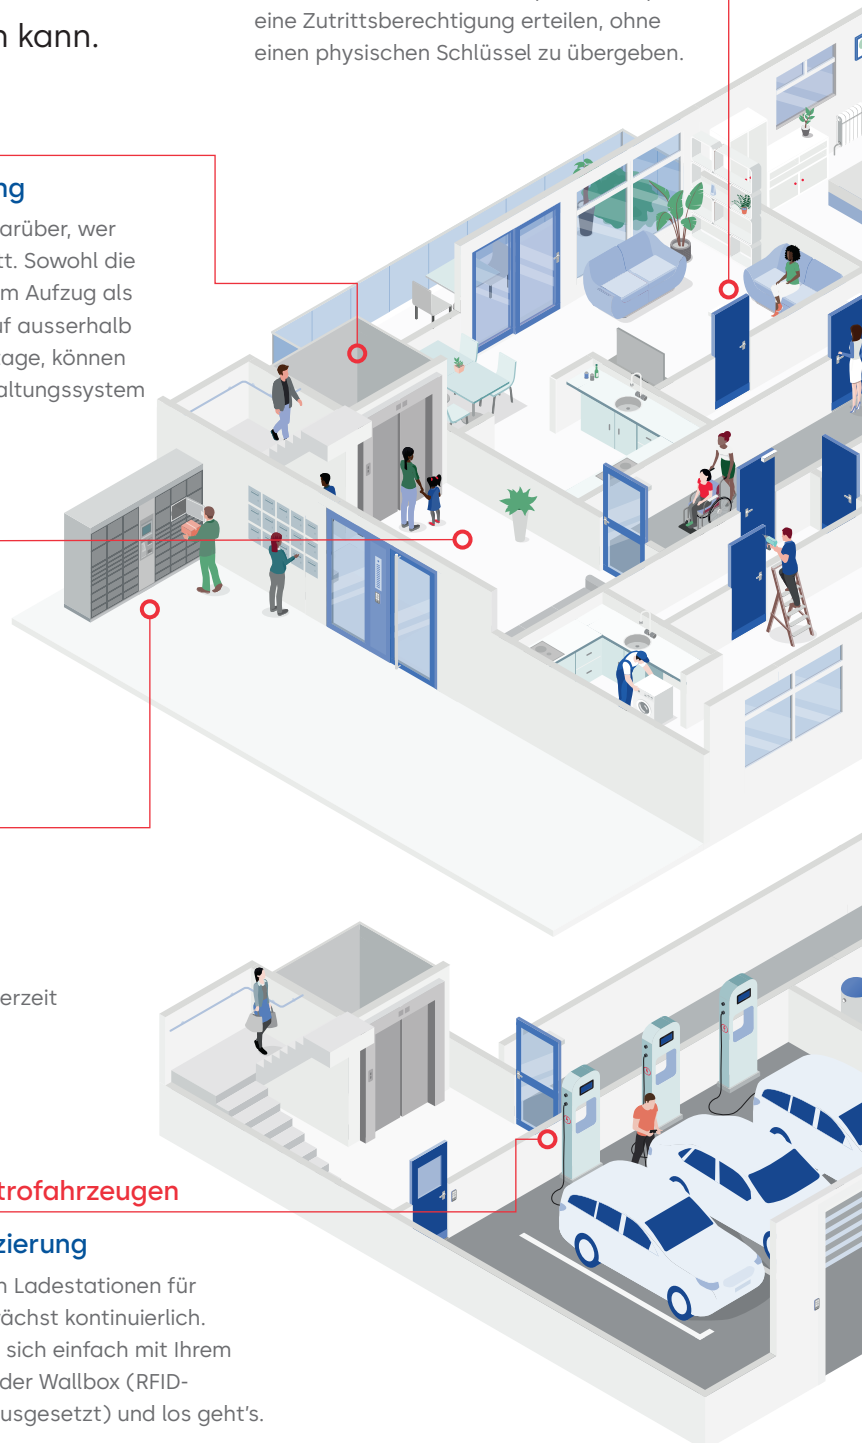 eine Zutrittsberechtigung erteilen, ohne
einen physischen Schlüssel zu übergeben.
n kann.
ng
arüber, wer
tt. Sowohl die
m Aufzug als
uf ausserhalb
tage, können
altungssystem
erzeit
trofahrzeugen
zierung
n Ladestationen für
ächst kontinuierlich.
sich einfach mit Ihrem
der Wallbox (RFID-
usgesetzt) und los geht's.